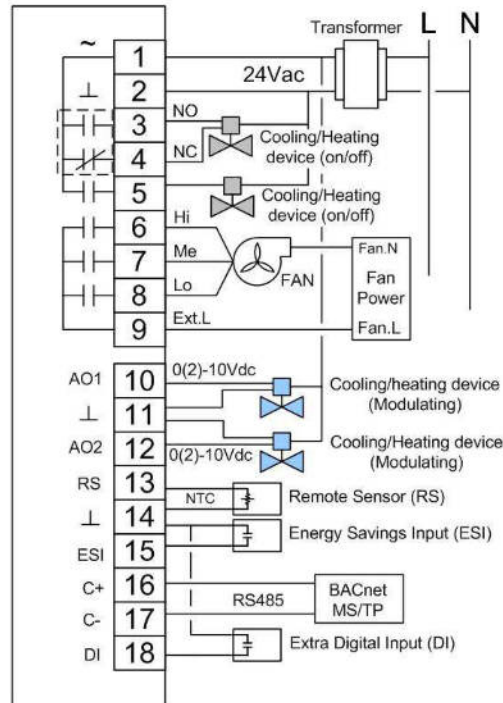 Transformer
L N
~
1
24Vac
⊥
2
NO
3
NC
4
Cooling/Heating
device (on/off)
5
Cooling/Heating
device (on/off)
Hi
6
Me
7
Lo
8
FAN
Fan.N
Fan
Power
Fan.L
Ext.L
9
AO1
10
0(2)-10Vdc
Cooling/heating device
(Modulating)
⊥
11
AO2
12
0(2)-10Vdc
Cooling/Heating device
(Modulating)
RS
13
NTC
Remote Sensor (RS)
⊥
14
Energy Savings Input (ESI)
ESI
15
C+
16
RS485
BACnet
MS/TP
C-
17
DI
18
Extra Digital Input (DI)